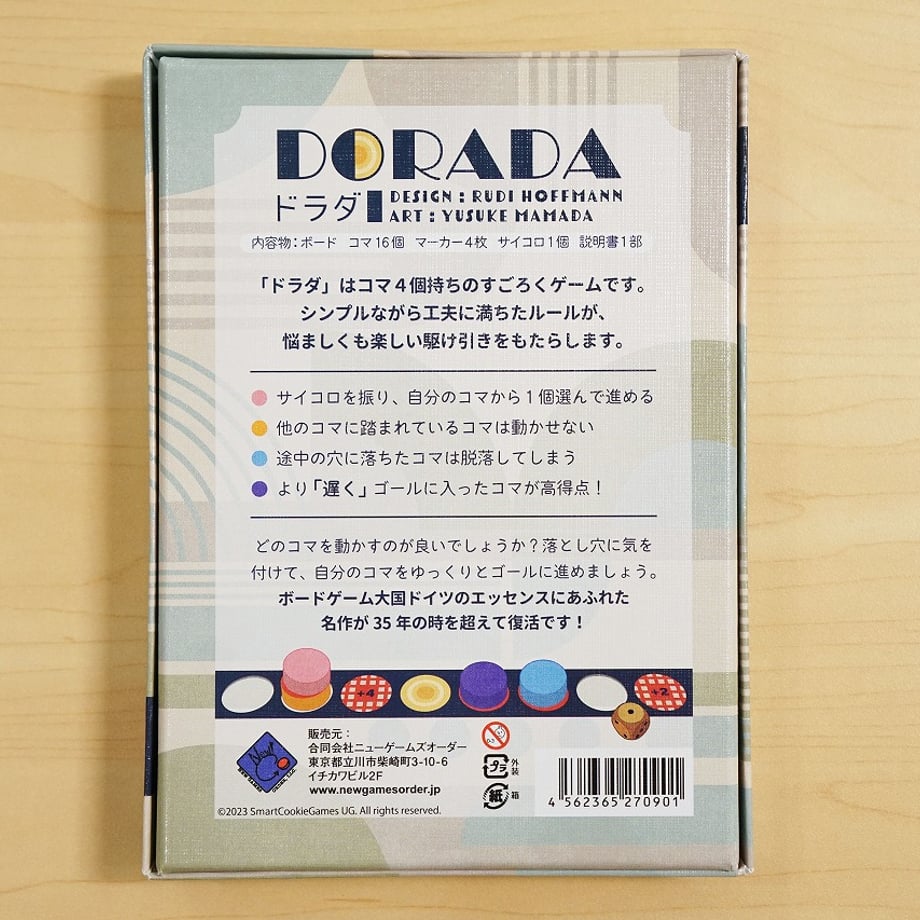 DORADA
ドラダ
DESIGN : RUDI HOFFMANN
ART : YUSUKE MAMADA
内容物：ボード コマ16個 マーカー4枚 サイコロ1個 説明書1部
「ドラダ」はコマ４個持ちのすごろくゲームです。
シンプルながら工夫に満ちたルールが、
悩ましくも楽しい駆け引きをもたらします。
サイコロを振り、自分のコマから１個選んで進める
他のコマに踏まれているコマは動かせない
途中の穴に落ちたコマは脱落してしまう
より「遅く」ゴールに入ったコマが高得点！
どのコマを動かすのが良いでしょうか？落とし穴に気を
付けて、自分のコマをゆっくりとゴールに進めましょう。
ボードゲーム大国ドイツのエッセンスにあふれた
名作が 35 年の時を超えて復活です！
+4
+2
New!
NEW GAMES ORDER, LLC.
販売元：
合同会社ニューゲームズオーダー
東京都立川市柴崎町3-10-6
イチカワビル2F
www.newgamesorder.jp
プラ 外装
紙 箱
4 562365 270901
©2023 SmartCookieGames UG. All rights reserved.